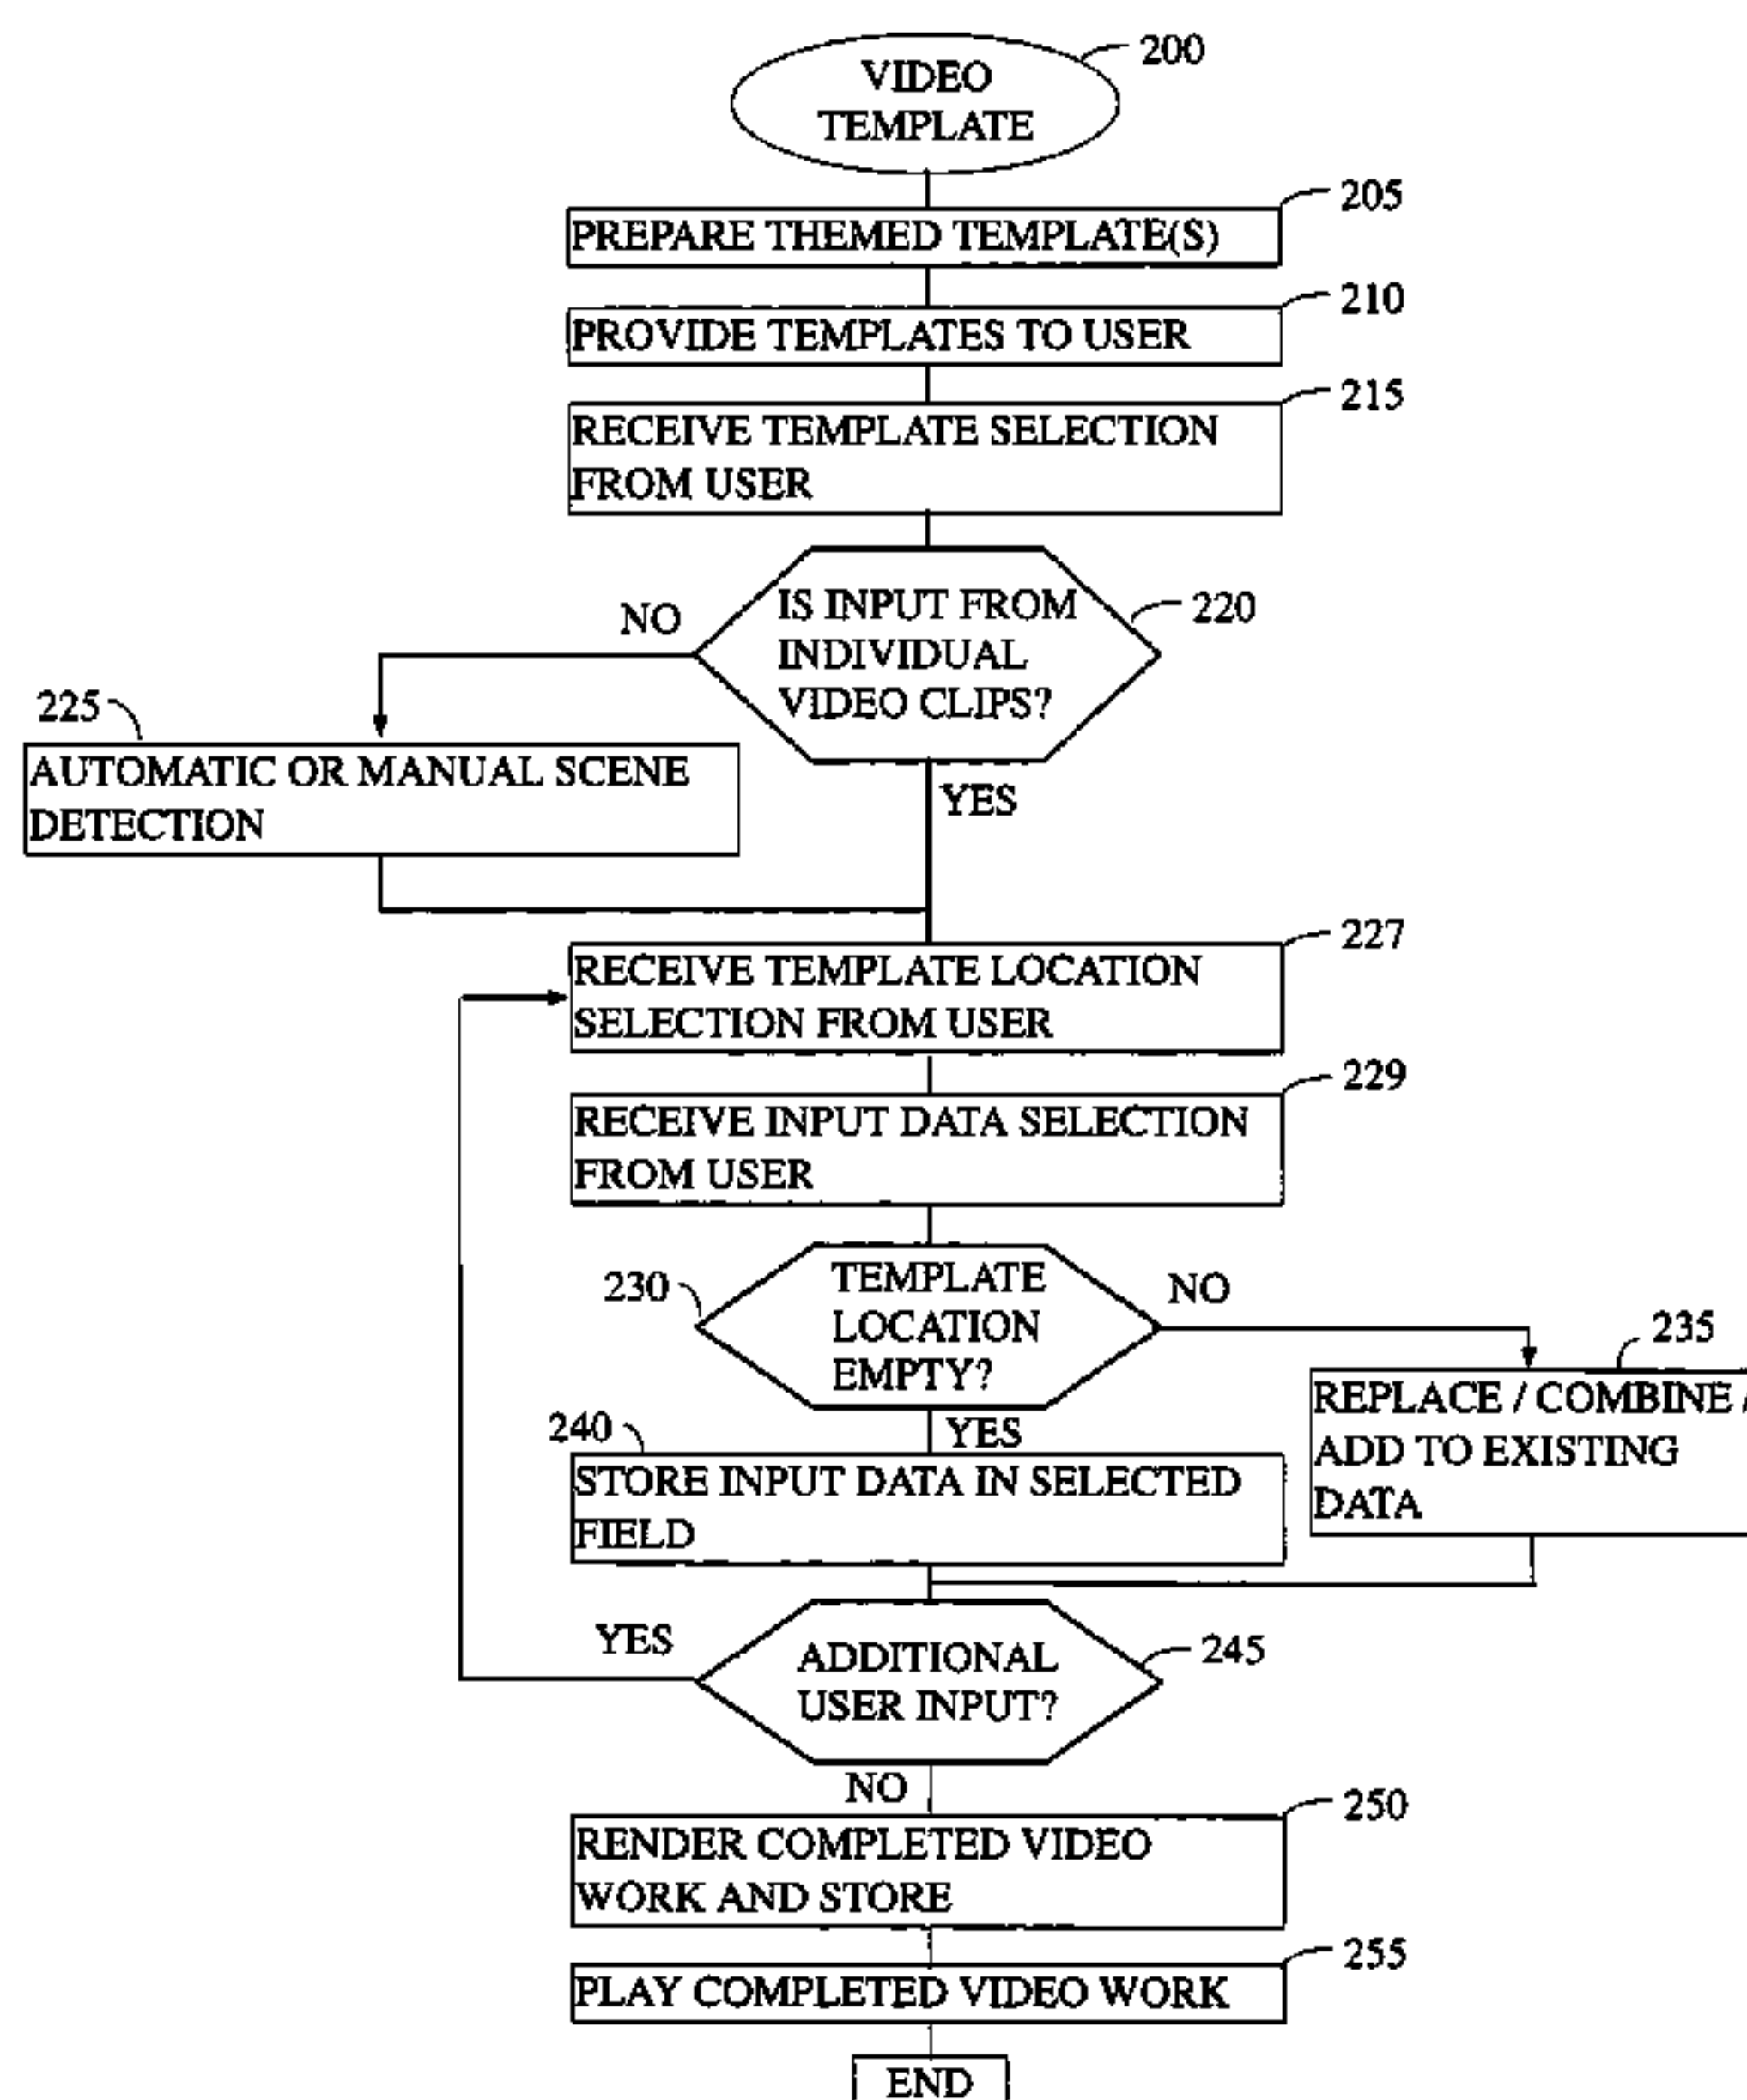 200
VIDEO
TEMPLATE
205
PREPARE THEMED TEMPLATE(S)
210
PROVIDE TEMPLATES TO USER
215
RECEIVE TEMPLATE SELECTION
FROM USER
220
IS INPUT FROM
INDIVIDUAL
VIDEO CLIPS?
NO
YES
225
AUTOMATIC OR MANUAL SCENE
DETECTION
227
RECEIVE TEMPLATE LOCATION
SELECTION FROM USER
229
RECEIVE INPUT DATA SELECTION
FROM USER
230
TEMPLATE
LOCATION
EMPTY?
NO
YES
235
REPLACE / COMBINE /
ADD TO EXISTING
DATA
240
STORE INPUT DATA IN SELECTED
FIELD
YES
245
ADDITIONAL
USER INPUT?
NO
250
RENDER COMPLETED VIDEO
WORK AND STORE
255
PLAY COMPLETED VIDEO WORK
END